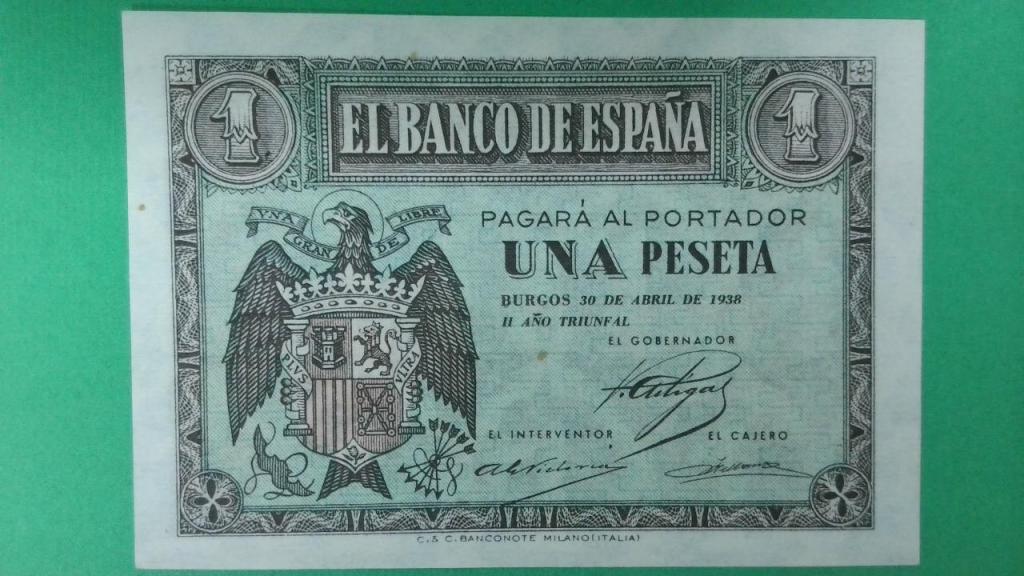 1 EL BANCO DE ESPAÑA 1
VNA GRANDE LIBRE
PAGARÁ AL PORTADOR
UNA PESETA
BURGOS 30 DE ABRIL DE 1938
II AÑO TRIUNFAL
EL GOBERNADOR
PLVS VLTRA
EL INTERVENTOR EL CAJERO
C. & C. BANCONOTE MILANO (ITALIA)